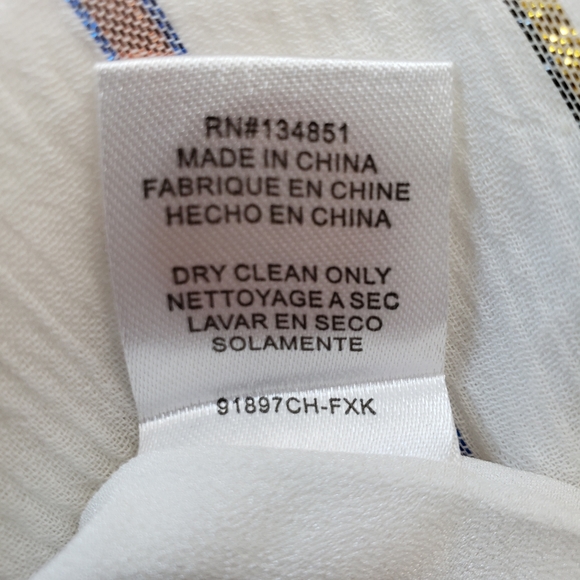 RN#134851
MADE IN CHINA
FABRIQUE EN CHINE
HECHO EN CHINA
DRY CLEAN ONLY
NETTOYAGE A SEC
LAVAR EN SECO
SOLAMENTE
91897CH-FXK